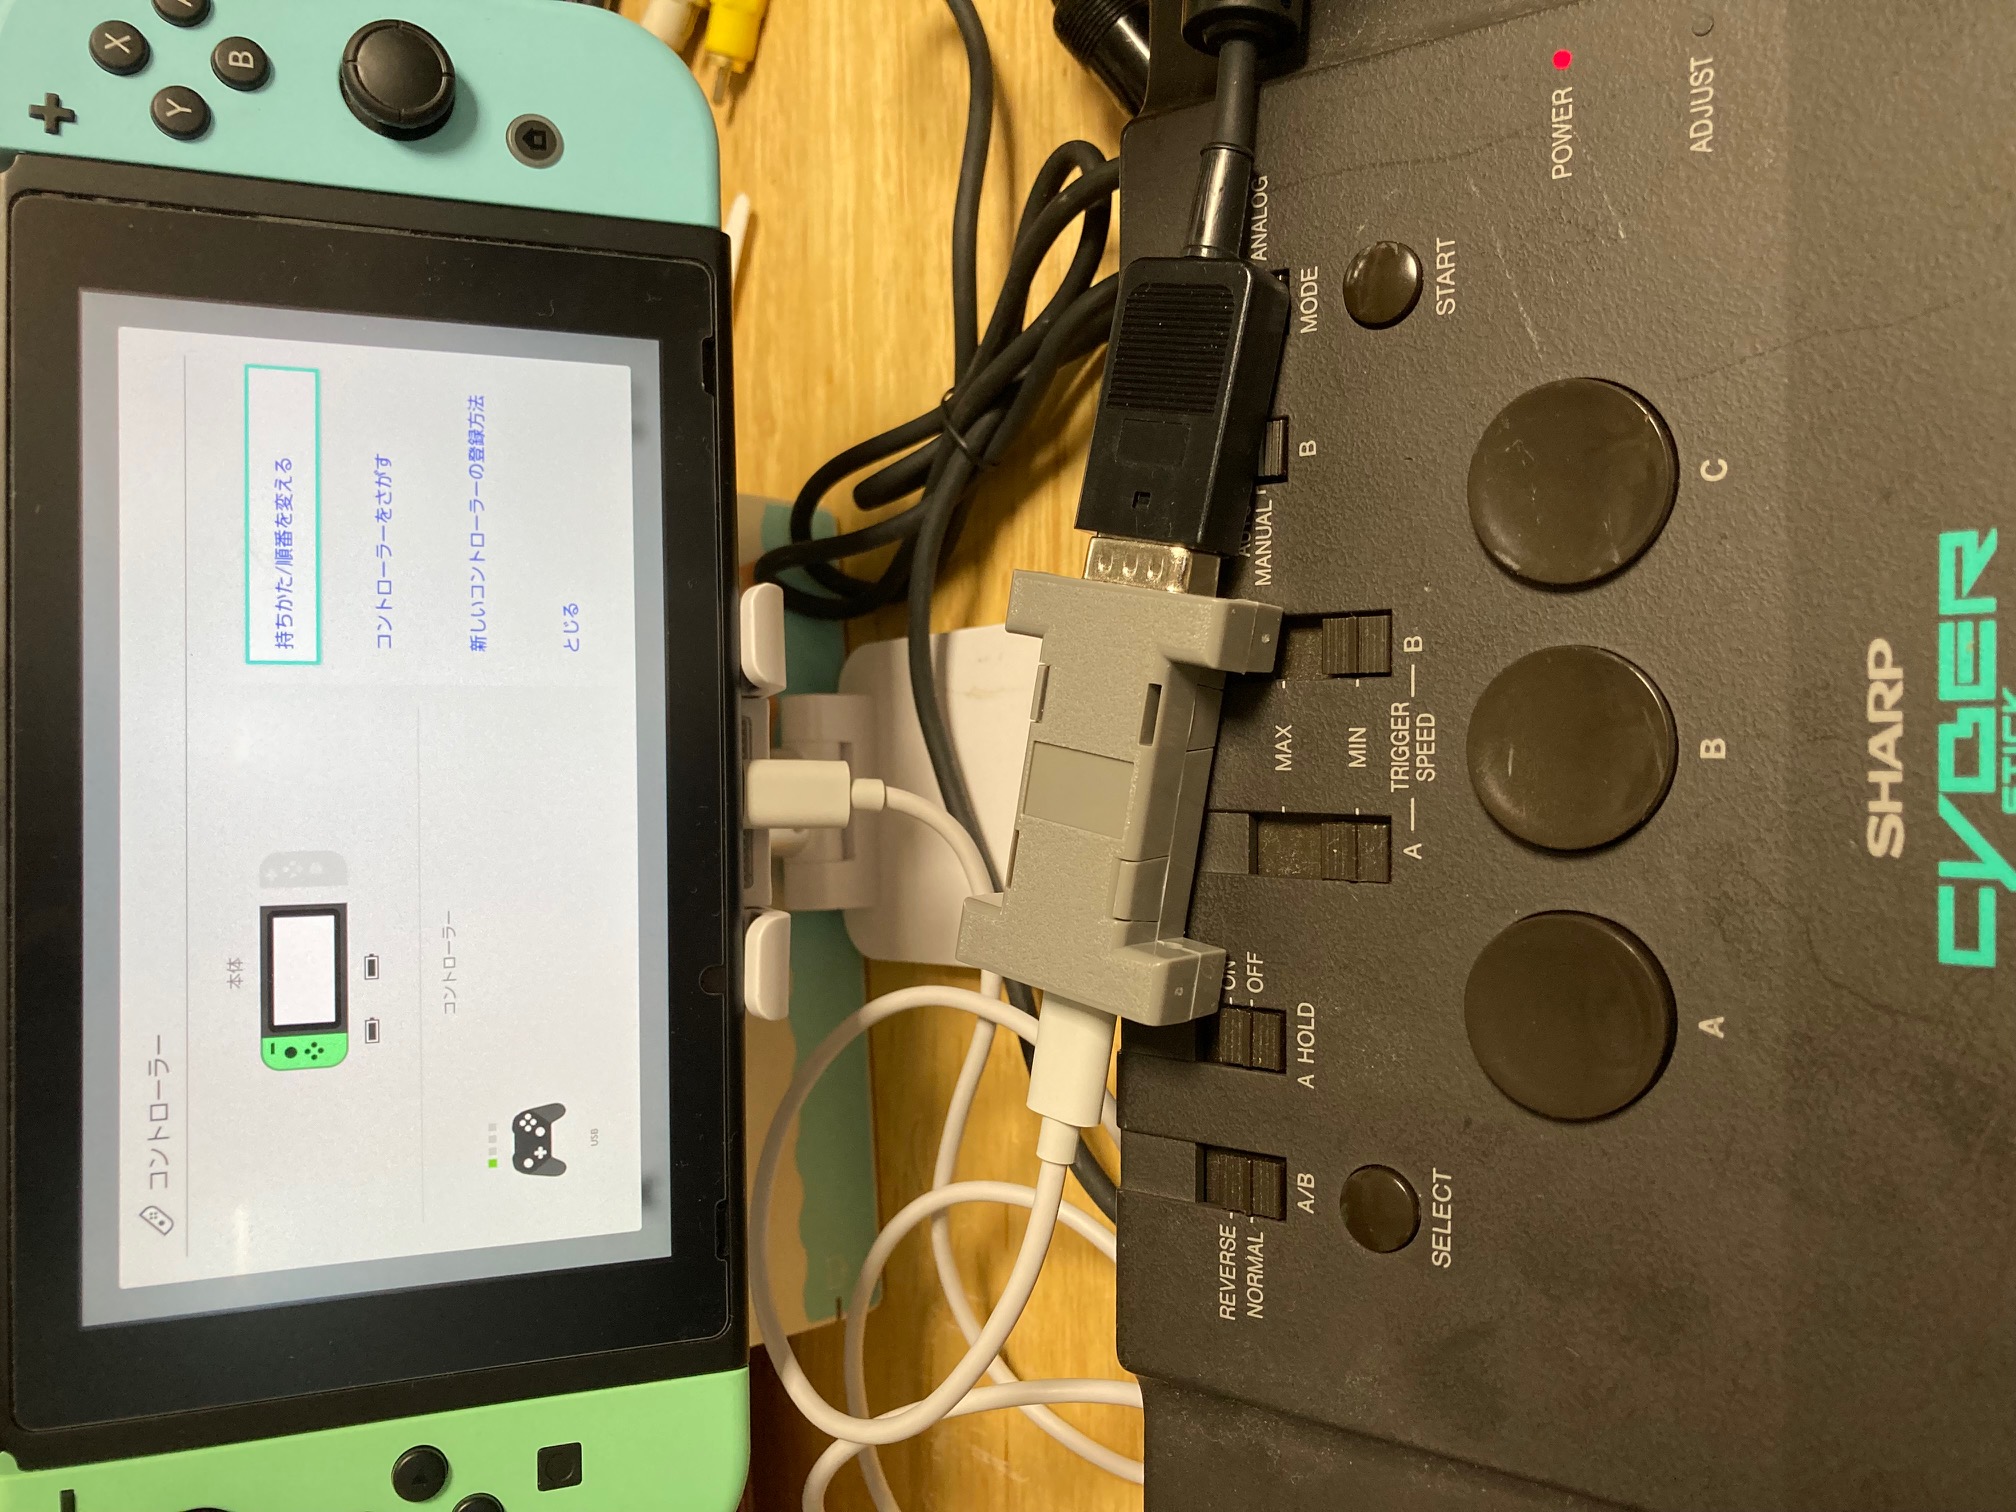 コントローラー
本体
持ちかた/順番を変える
コントローラーをさがす
コントローラー
新しいコントローラーの登録方法
USB
とじる
X
Y
B
REVERSE
NORMAL
A/B
ON
OFF
A HOLD
MAX
MIN
A
TRIGGER
SPEED
B
AUTO
MANUAL
B
ANALOG
MODE
SELECT
START
A
B
C
POWER
ADJUST
SHARP
CYBER
STICK